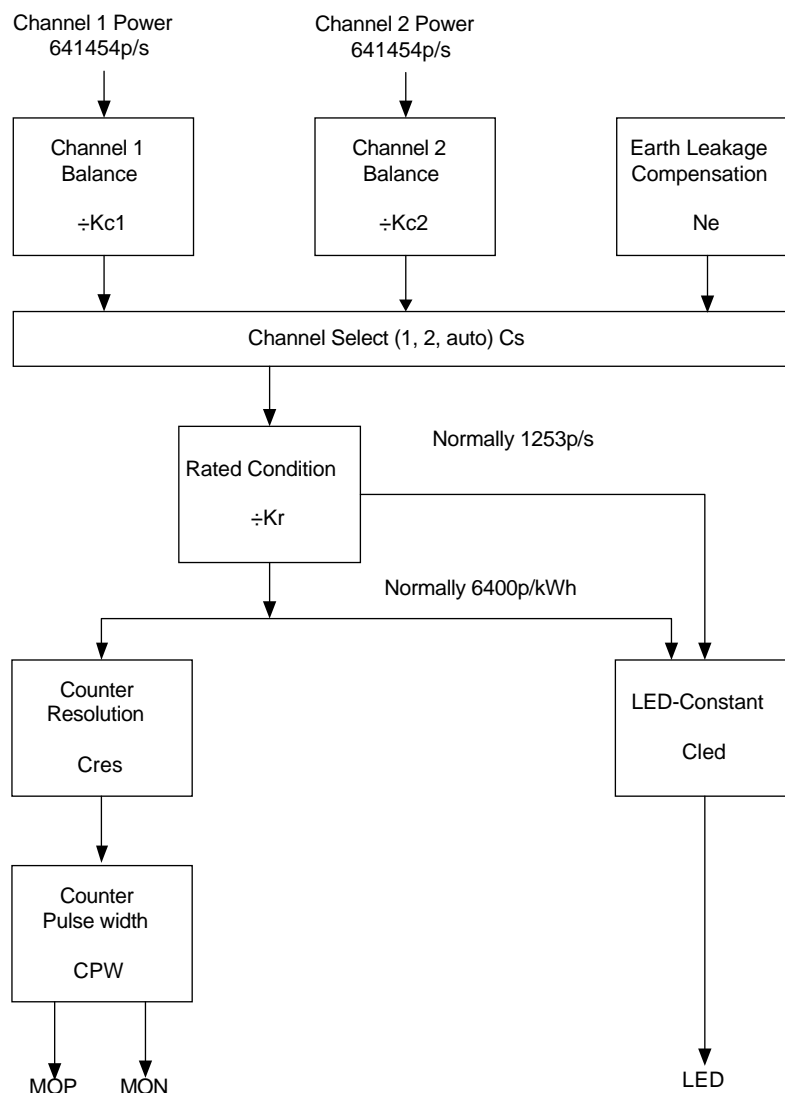 Channel 1 Power
641454p/s
Channel 2 Power
641454p/s
Channel 1
Balance
÷Kc1
Channel 2
Balance
÷Kc2
Earth Leakage
Compensation
Ne
Channel Select (1, 2, auto) Cs
Rated Condition
÷Kr
Normally 1253p/s
Normally 6400p/kWh
Counter
Resolution
Cres
LED-Constant
Cled
Counter
Pulse width
CPW
MOP
MON
LED